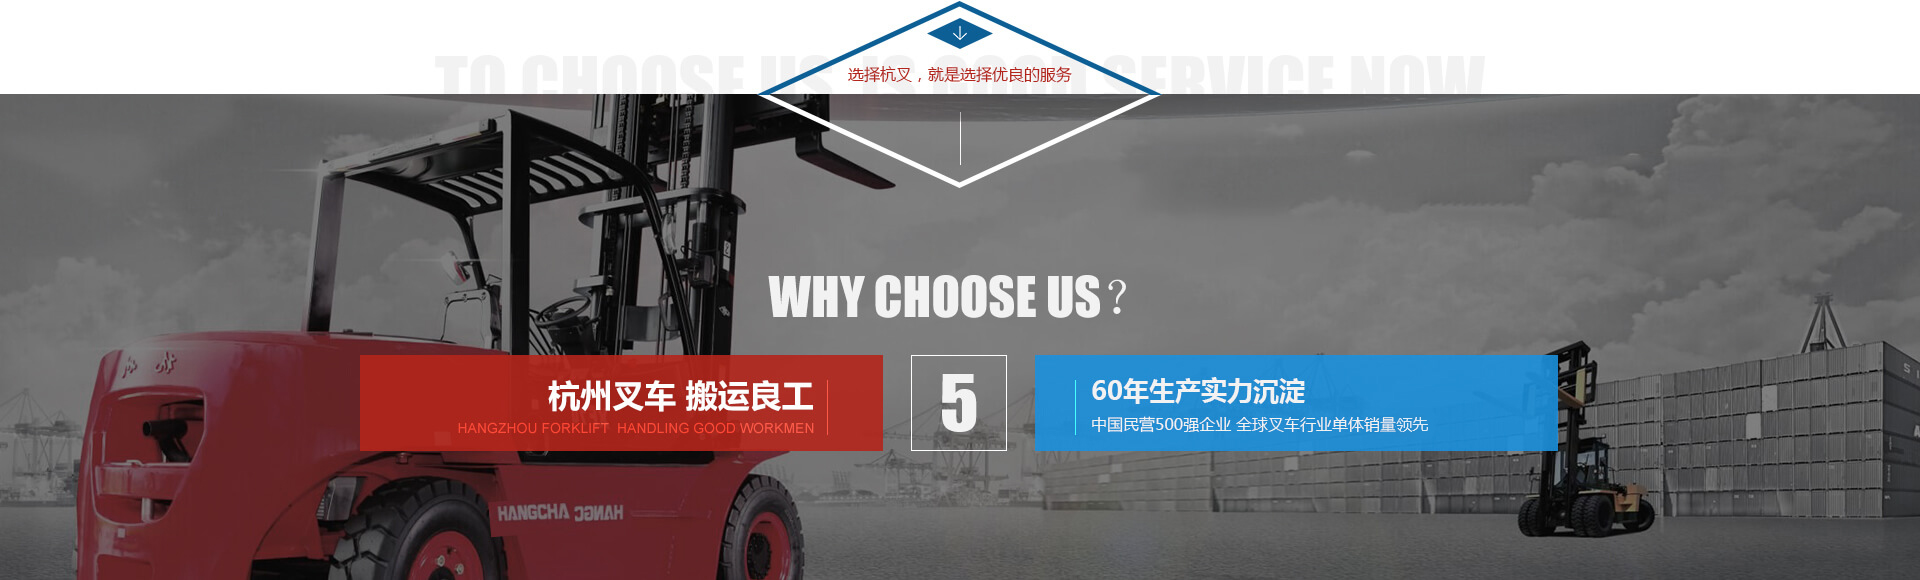 TO CHOOSE US IS GOOD SERVICE NOW
选择杭叉，就是选择优良的服务
WHY CHOOSE US？
杭州叉车 搬运良工
HANGZHOU FORKLIFT HANDLING GOOD WORKMEN
5
60年生产实力沉淀
中国民营500强企业 全球叉车行业单体销量领先
HANGCHA